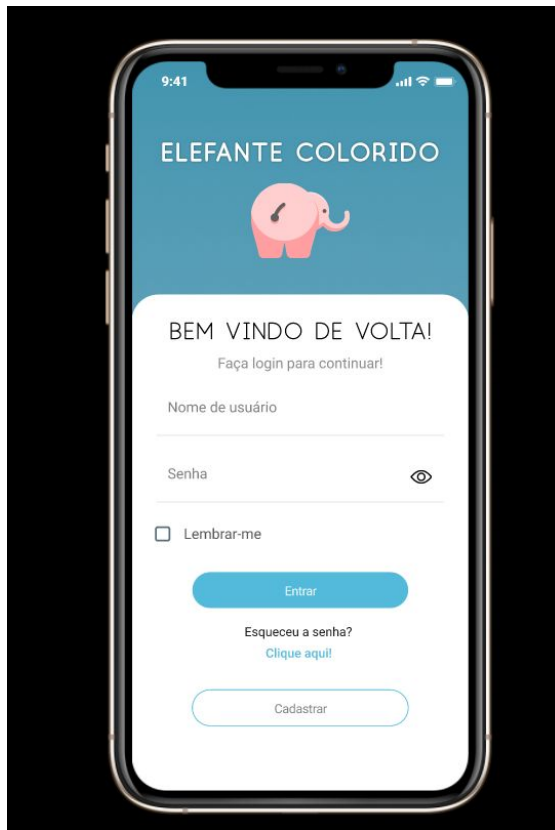 9:41
ELEFANTE COLORIDO
BEM VINDO DE VOLTA!
Faça login para continuar!
Nome de usuário
Senha
Lembrar-me
Entrar
Esqueceu a senha?
Clique aqui!
Cadastrar